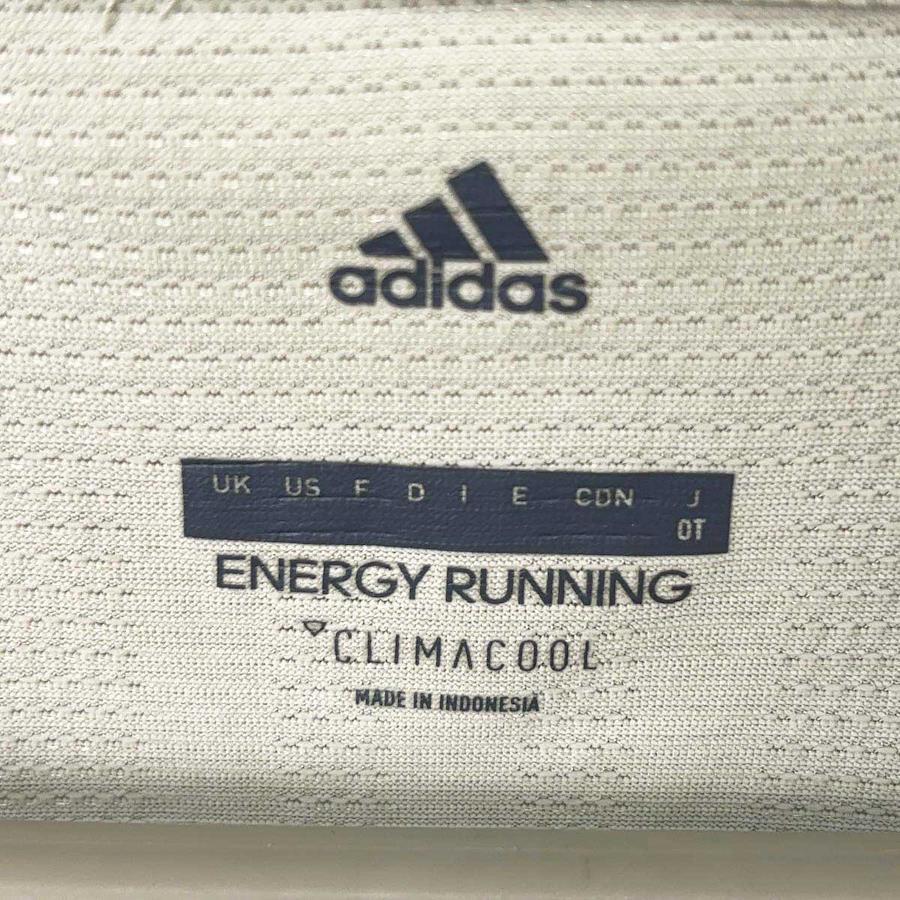 adidas
UK US F D I E CDN J
OT
ENERGY RUNNING
CLIMACOOL
MADE IN INDONESIA